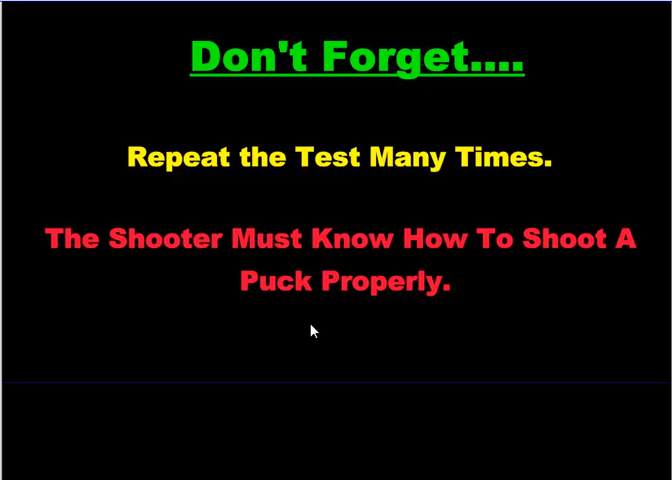 Don't Forget....
Repeat the Test Many Times.
The Shooter Must Know How To Shoot A
Puck Properly.